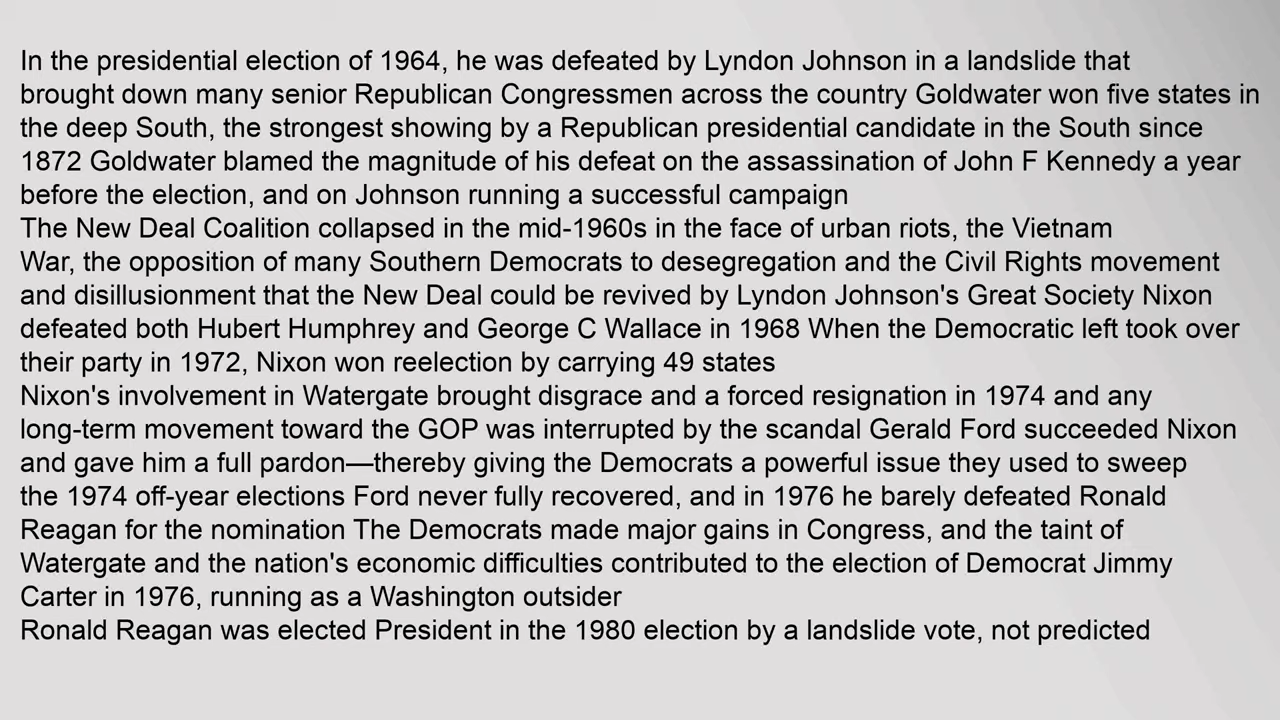 In the presidential election of 1964, he was defeated by Lyndon Johnson in a landslide that
brought down many senior Republican Congressmen across the country Goldwater won five states in
the deep South, the strongest showing by a Republican presidential candidate in the South since
1872 Goldwater blamed the magnitude of his defeat on the assassination of John F Kennedy a year
before the election, and on Johnson running a successful campaign
The New Deal Coalition collapsed in the mid-1960s in the face of urban riots, the Vietnam
War, the opposition of many Southern Democrats to desegregation and the Civil Rights movement
and disillusionment that the New Deal could be revived by Lyndon Johnson's Great Society Nixon
defeated both Hubert Humphrey and George C Wallace in 1968 When the Democratic left took over
their party in 1972, Nixon won reelection by carrying 49 states
Nixon's involvement in Watergate brought disgrace and a forced resignation in 1974 and any
long-term movement toward the GOP was interrupted by the scandal Gerald Ford succeeded Nixon
and gave him a full pardon—thereby giving the Democrats a powerful issue they used to sweep
the 1974 off-year elections Ford never fully recovered, and in 1976 he barely defeated Ronald
Reagan for the nomination The Democrats made major gains in Congress, and the taint of
Watergate and the nation's economic difficulties contributed to the election of Democrat Jimmy
Carter in 1976, running as a Washington outsider
Ronald Reagan was elected President in the 1980 election by a landslide vote, not predicted